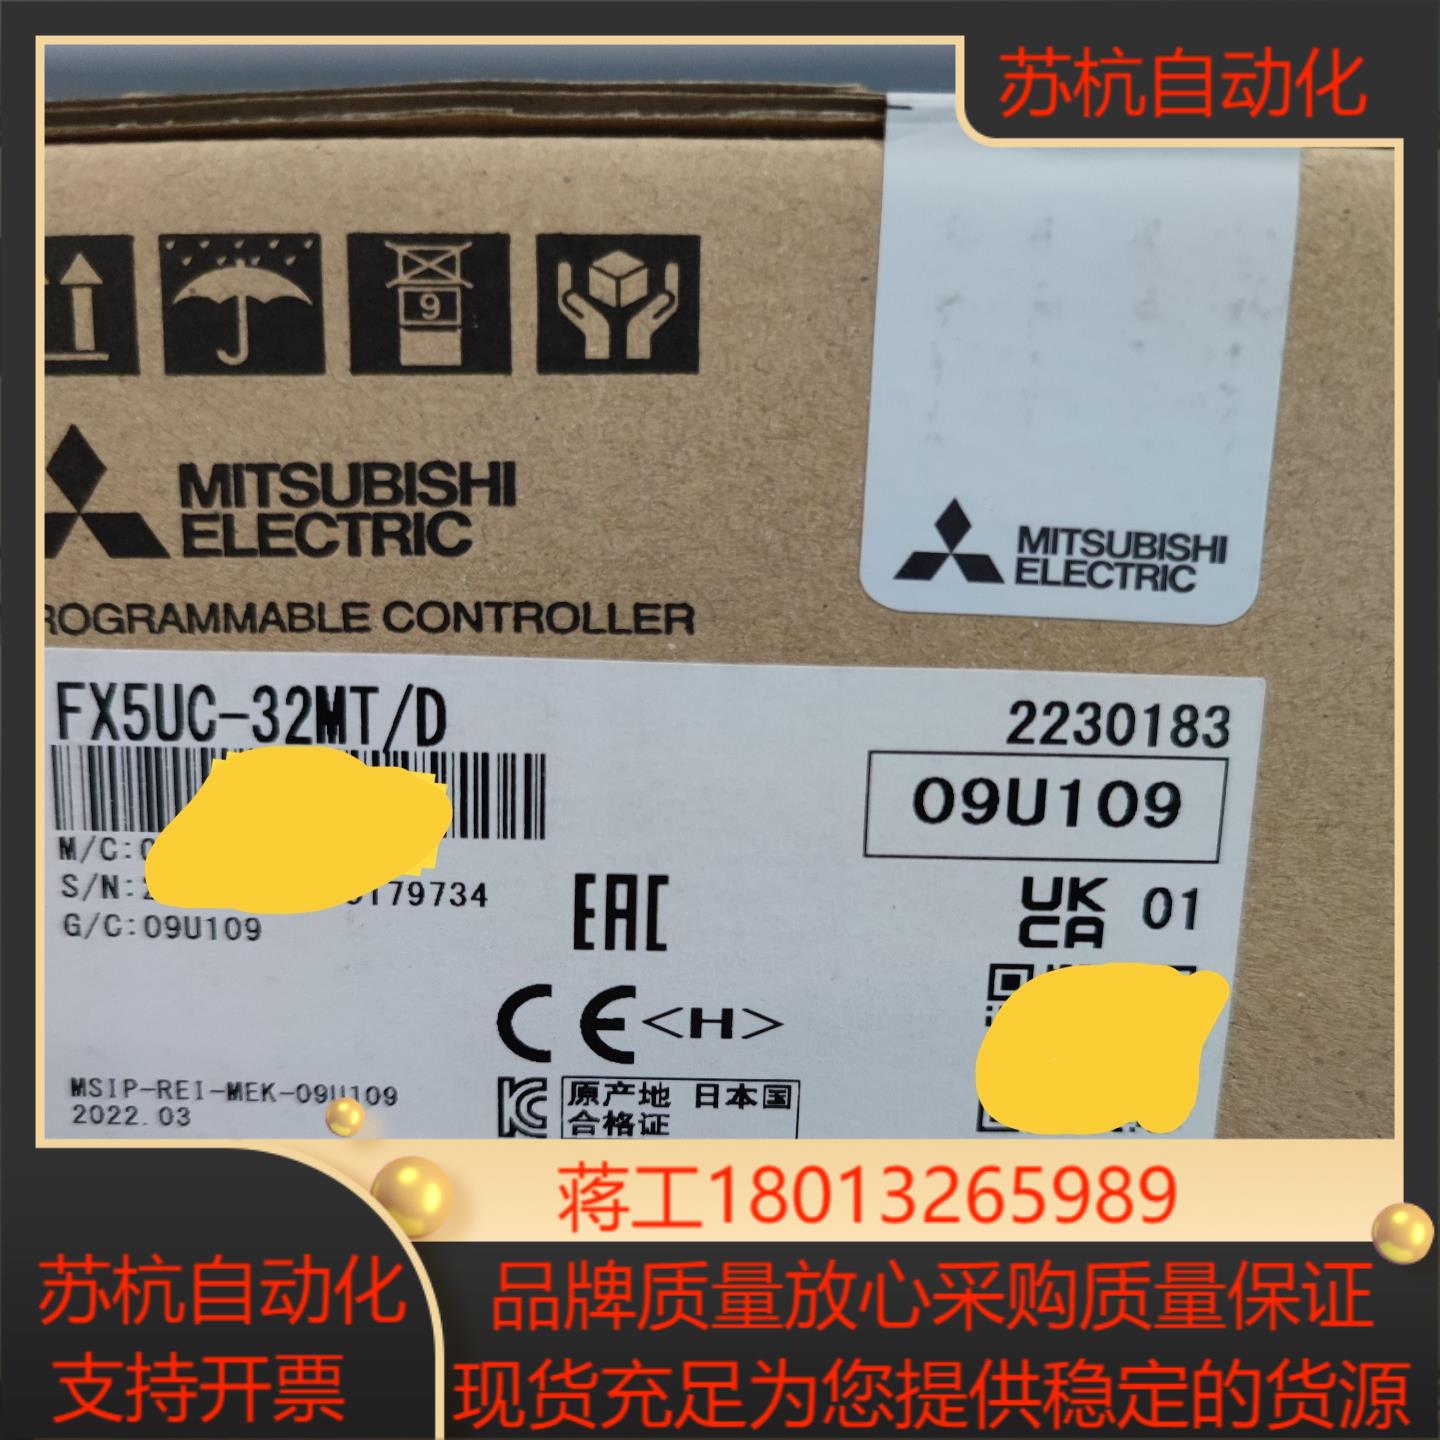 苏杭自动化
9
MITSUBISHI
ELECTRIC
MITSUBISHI
ELECTRIC
ROGRAMMABLE CONTROLLER
FX5UC-32MT/D
2230183
09U109
M/C:
S/N: 179734
G/C:09U109
EAC
UK
CA 01
CE <H>
MSIP-REI-MEK-09U109
2022.03
原产地 日本国
合格证
蒋工18013265989
苏杭自动化
支持开票
品牌质量放心采购质量保证
现货充足为您提供稳定的货源